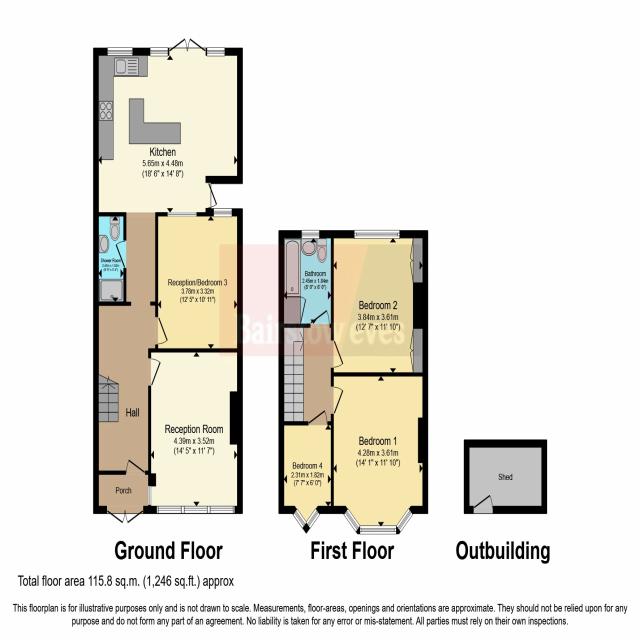 Kitchen
5.65m x 4.48m
(18' 6" x 14' 8")
Shower Room
Reception/Bedroom 3
3.78m x 3.32m
(12' 5" x 10' 11")
Hall
Reception Room
4.39m x 3.52m
(14' 5" x 11' 7")
Porch
Bathroom
2.45m x 1.84m
(8' 0" x 6' 0")
Bedroom 2
3.84m x 3.61m
(12' 7" x 11' 10")
Bairstow eves
Bedroom 1
4.28m x 3.61m
(14' 1" x 11' 10")
Bedroom 4
2.31m x 1.82m
(7' 7" x 6' 0")
Shed
Ground Floor
First Floor
Outbuilding
Total floor area 115.8 sq.m. (1,246 sq.ft.) approx
This floorplan is for illustrative purposes only and is not drawn to scale. Measurements, floor-areas, openings and orientations are approximate. They should not be relied upon for any
purpose and do not form any part of an agreement. No liability is taken for any error or mis-statement. All parties must rely on their own inspections.